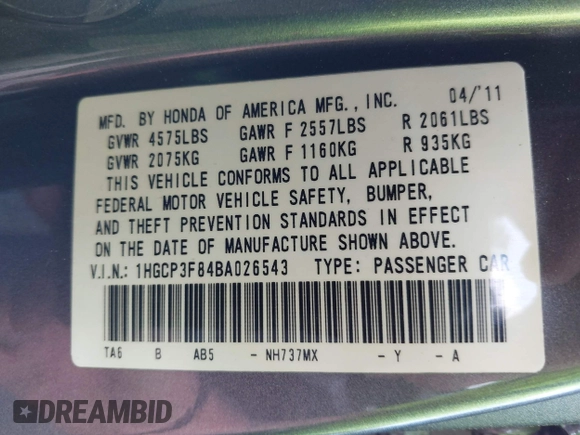 MFD. BY HONDA OF AMERICA MFG., INC. 04/'11
GVWR 4575LBS GAWR F 2557LBS R 2061LBS
GVWR 2075KG GAWR F 1160KG R 935KG
THIS VEHICLE CONFORMS TO ALL APPLICABLE
FEDERAL MOTOR VEHICLE SAFETY, BUMPER,
AND THEFT PREVENTION STANDARDS IN EFFECT
ON THE DATE OF MANUFACTURE SHOWN ABOVE.
V.I.N.: 1HGCP3F84BA026543 TYPE: PASSENGER CAR
TA6 B AB5 - NH737MX - Y - A
DREAMBID